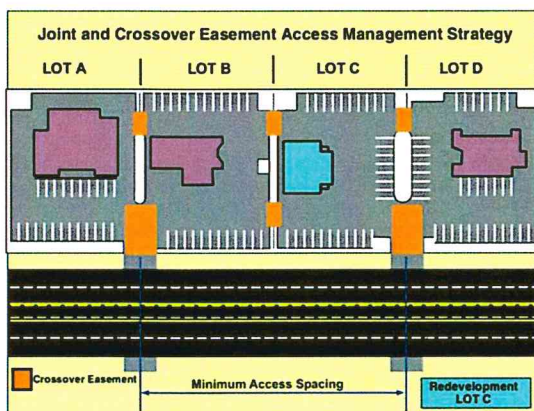 Joint and Crossover Easement Access Management Strategy
LOT A LOT B LOT C LOT D
Crossover Easement
Minimum Access Spacing
Redevelopment
LOT C